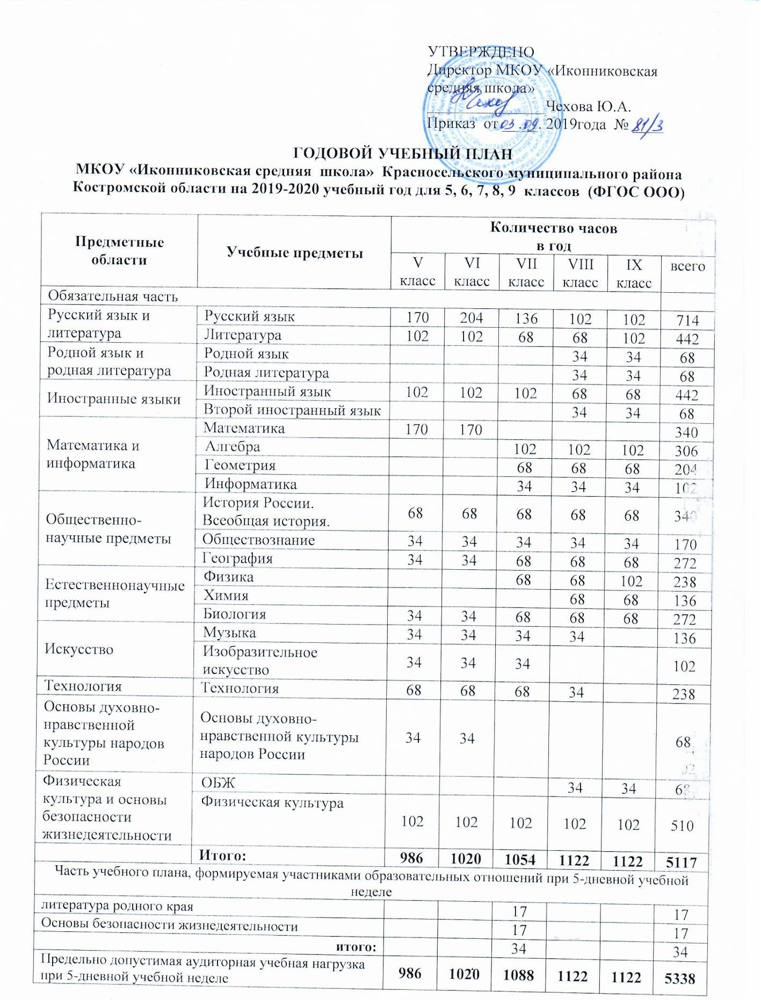 УТВЕРЖДЕНО
Директор МКОУ «Иконниковская
средняя школа»
Чехова Ю.А.
Приказ от 03.09. 2019года № 81/3
ГОДОВОЙ УЧЕБНЫЙ ПЛАН
МКОУ «Иконниковская средняя школа» Красносельского муниципального района
Костромской области на 2019-2020 учебный год для 5, 6, 7, 8, 9 классов (ФГОС ООО)
Предметные области Учебные предметы Количество часов в год
V класс VI класс VII класс VIII класс IX класс всего
Обязательная часть
Русский язык и литература Русский язык 170 204 136 102 102 714
Литература 102 102 68 68 102 442
Родной язык и родная литература Родной язык 34 34 68
Родная литература 34 34 68
Иностранные языки Иностранный язык 102 102 102 68 68 442
Второй иностранный язык 34 34 68
Математика и информатика Математика 170 170 340
Алгебра 102 102 102 306
Геометрия 68 68 68 204
Информатика 34 34 34 102
Общественно-научные предметы История России. Всеобщая история. 68 68 68 68 68 340
Обществознание 34 34 34 34 34 170
География 34 34 68 68 68 272
Естественнонаучные предметы Физика 68 68 102 238
Химия 68 68 136
Биология 34 34 68 68 68 272
Искусство Музыка 34 34 34 34 136
Изобразительное искусство 34 34 34 102
Технология Технология 68 68 68 34 238
Основы духовно-нравственной культуры народов России Основы духовно-нравственной культуры народов России 34 34 68
Физическая культура и основы безопасности жизнедеятельности ОБЖ 34 34 68
Физическая культура 102 102 102 102 102 510
Итого: 986 1020 1054 1122 1122 5117
Часть учебного плана, формируемая участниками образовательных отношений при 5-дневной учебной
неделе
литература родного края 17 17
Основы безопасности жизнедеятельности 17 17
итого: 34 34
Предельно допустимая аудиторная учебная нагрузка
при 5-дневной учебной неделе 986 1020 1088 1122 1122 5338